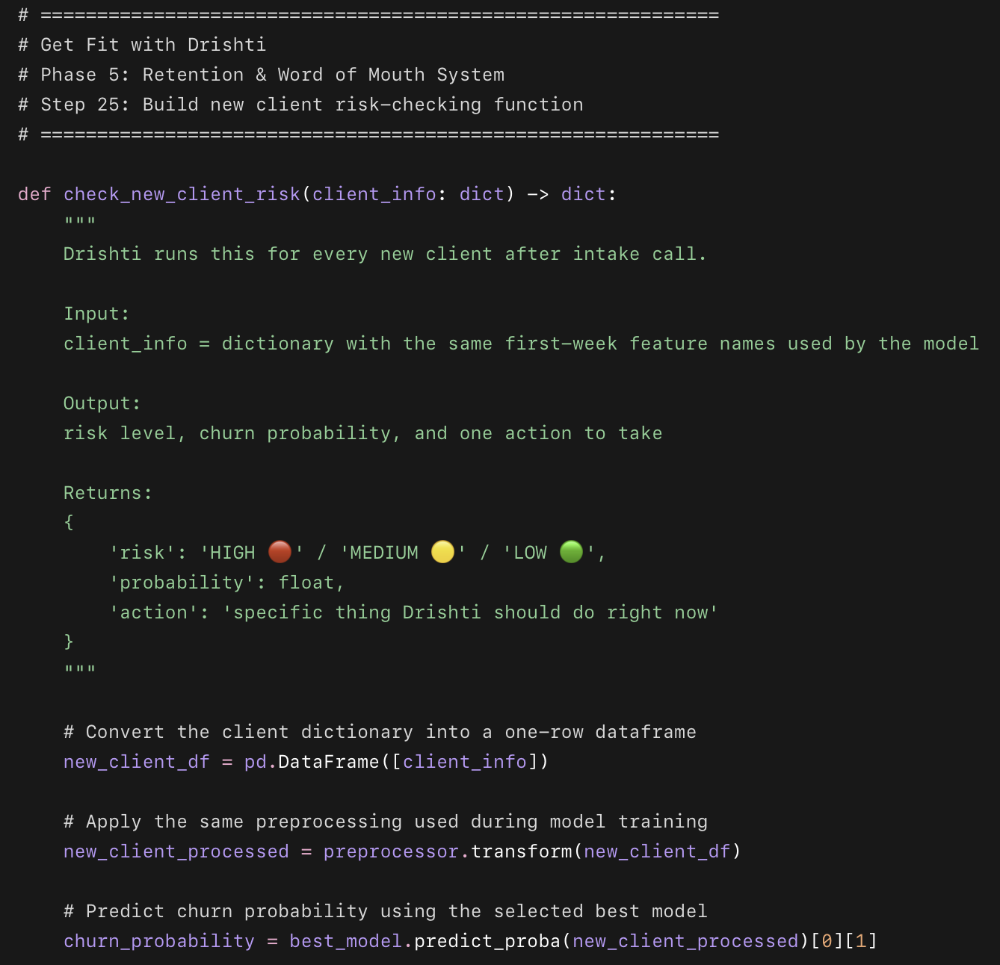 # ============================================================
# Get Fit with Drishti
# Phase 5: Retention & Word of Mouth System
# Step 25: Build new client risk-checking function
# ============================================================
def check_new_client_risk(client_info: dict) -> dict:
    """
    Drishti runs this for every new client after intake call.
    Input:
    client_info = dictionary with the same first-week feature names used by the model
    Output:
    risk level, churn probability, and one action to take
    Returns:
    {
        'risk': 'HIGH 🔴' / 'MEDIUM 🟡' / 'LOW 🟢',
        'probability': float,
        'action': 'specific thing Drishti should do right now'
    }
    """
    # Convert the client dictionary into a one-row dataframe
    new_client_df = pd.DataFrame([client_info])
    # Apply the same preprocessing used during model training
    new_client_processed = preprocessor.transform(new_client_df)
    # Predict churn probability using the selected best model
    churn_probability = best_model.predict_proba(new_client_processed)[0][1]